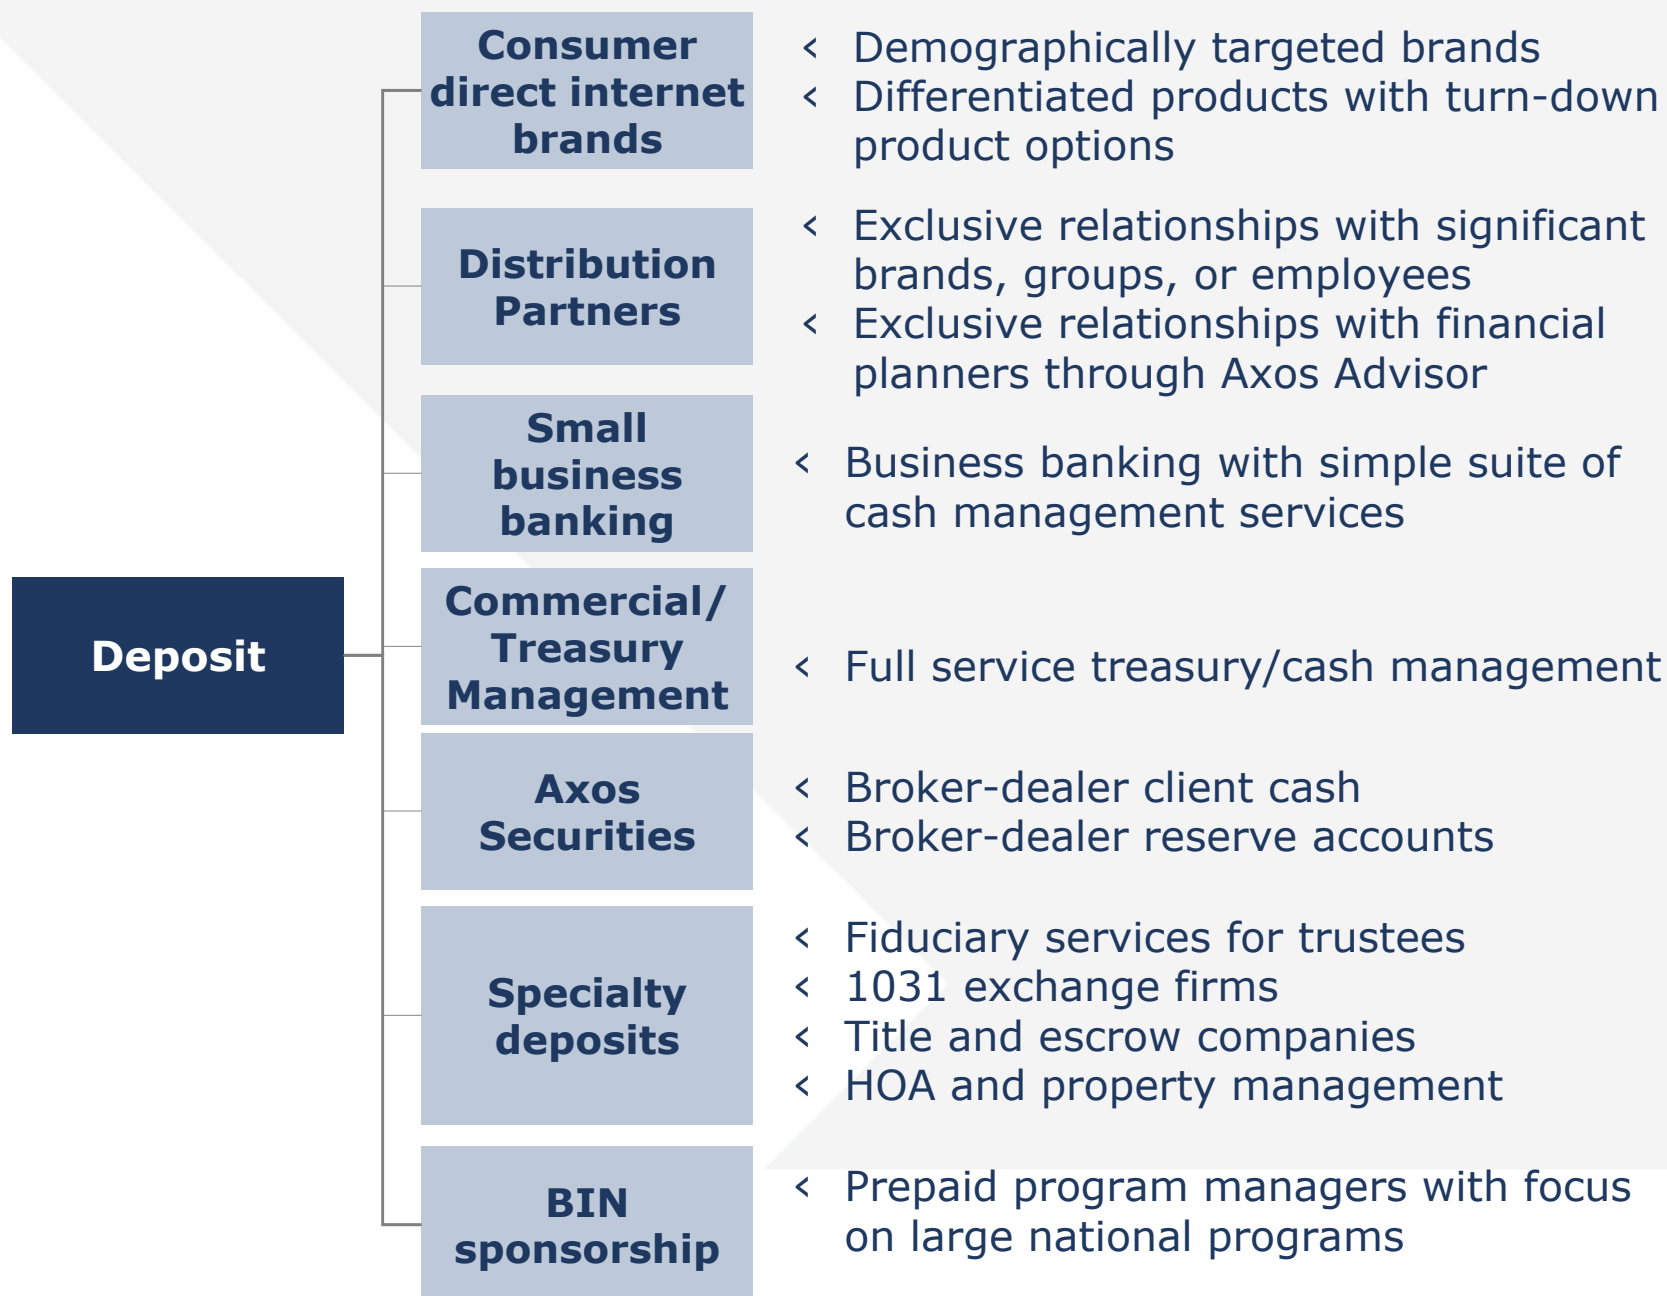 Consumer
direct internet
brands
‹ Demographically targeted brands
‹ Differentiated products with turn-down
product options
Distribution
Partners
‹ Exclusive relationships with significant
brands, groups, or employees
‹ Exclusive relationships with financial
planners through Axos Advisor
Small
business
banking
‹ Business banking with simple suite of
cash management services
Deposit
Commercial/
Treasury
Management
‹ Full service treasury/cash management
Axos
Securities
‹ Broker-dealer client cash
‹ Broker-dealer reserve accounts
Specialty
deposits
‹ Fiduciary services for trustees
‹ 1031 exchange firms
‹ Title and escrow companies
‹ HOA and property management
BIN
sponsorship
‹ Prepaid program managers with focus
on large national programs